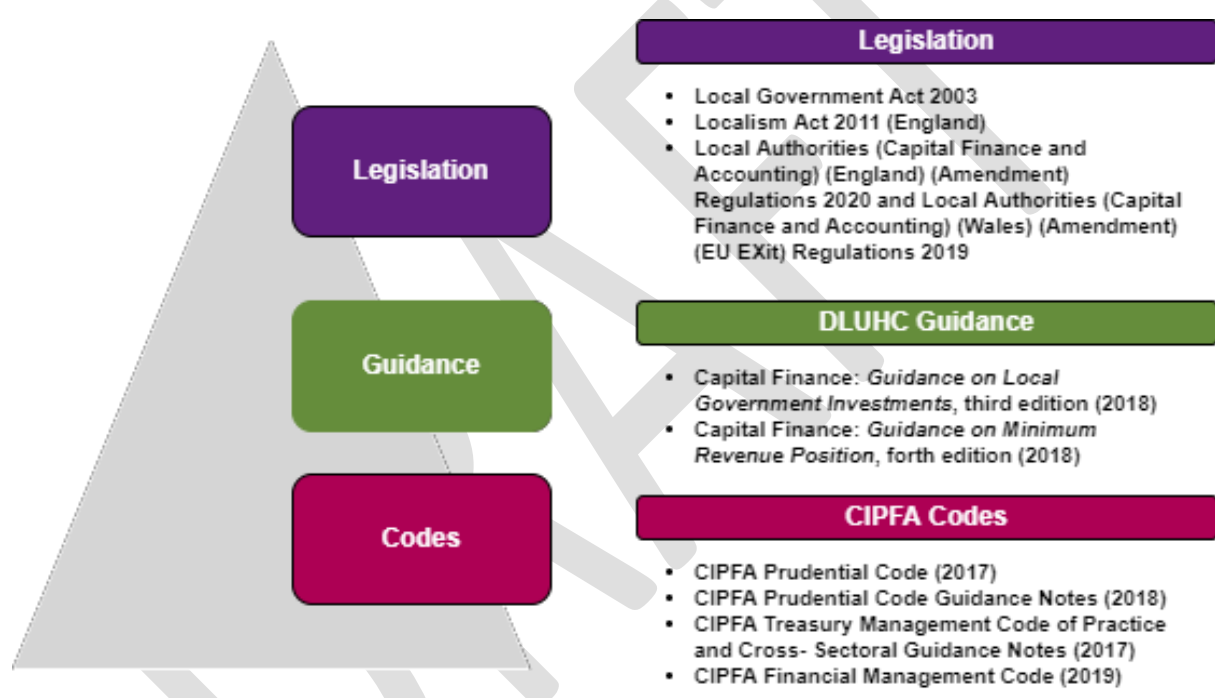 Legislation
Legislation
• Local Government Act 2003
• Localism Act 2011 (England)
• Local Authorities (Capital Finance and
Accounting) (England) (Amendment)
Regulations 2020 and Local Authorities (Capital
Finance and Accounting) (Wales) (Amendment)
(EU EXit) Regulations 2019
Guidance
DLUHC Guidance
• Capital Finance: Guidance on Local
Government Investments, third edition (2018)
• Capital Finance: Guidance on Minimum
Revenue Position, forth edition (2018)
Codes
CIPFA Codes
• CIPFA Prudential Code (2017)
• CIPFA Prudential Code Guidance Notes (2018)
• CIPFA Treasury Management Code of Practice
and Cross- Sectoral Guidance Notes (2017)
• CIPFA Financial Management Code (2019)